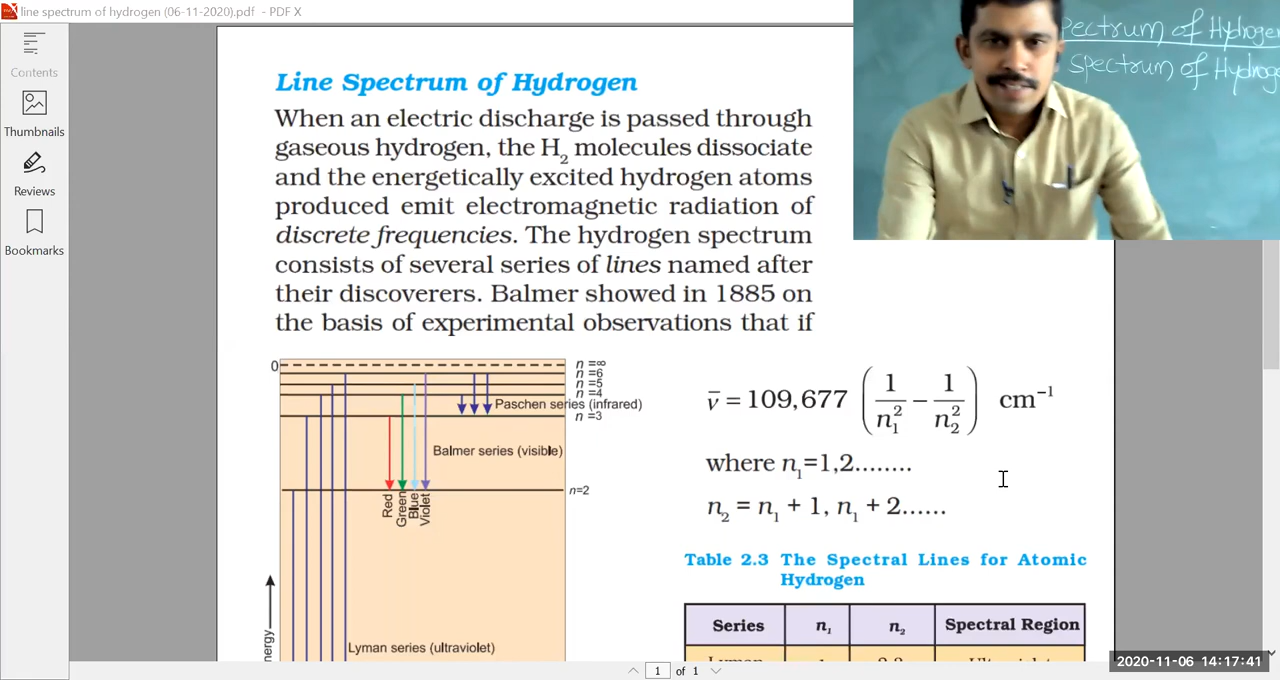 line spectrum of hydrogen (06-11-2020).pdf - PDF X
Contents
Thumbnails
Reviews
Bookmarks
pectrum of Hydrogen
spectrum of Hydrog
Line Spectrum of Hydrogen
When an electric discharge is passed through
gaseous hydrogen, the H₂ molecules dissociate
and the energetically excited hydrogen atoms
produced emit electromagnetic radiation of
discrete frequencies. The hydrogen spectrum
consists of several series of lines named after
their discoverers. Balmer showed in 1885 on
the basis of experimental observations that if
0
n =∞
n =6
n =5
n =4
Paschen series (infrared)
n =3
Balmer series (visible)
n=2
Red
Green
Blue
Violet
Lyman series (ultraviolet)
nergy
ν̄ = 109,677 (1/n₁² − 1/n₂²) cm⁻¹
where n₁=1,2........
n₂ = n₁ + 1, n₁ + 2......
Table 2.3 The Spectral Lines for Atomic
Hydrogen
Series n₁ n₂ Spectral Region
1 of 1
2020-11-06 14:17:41